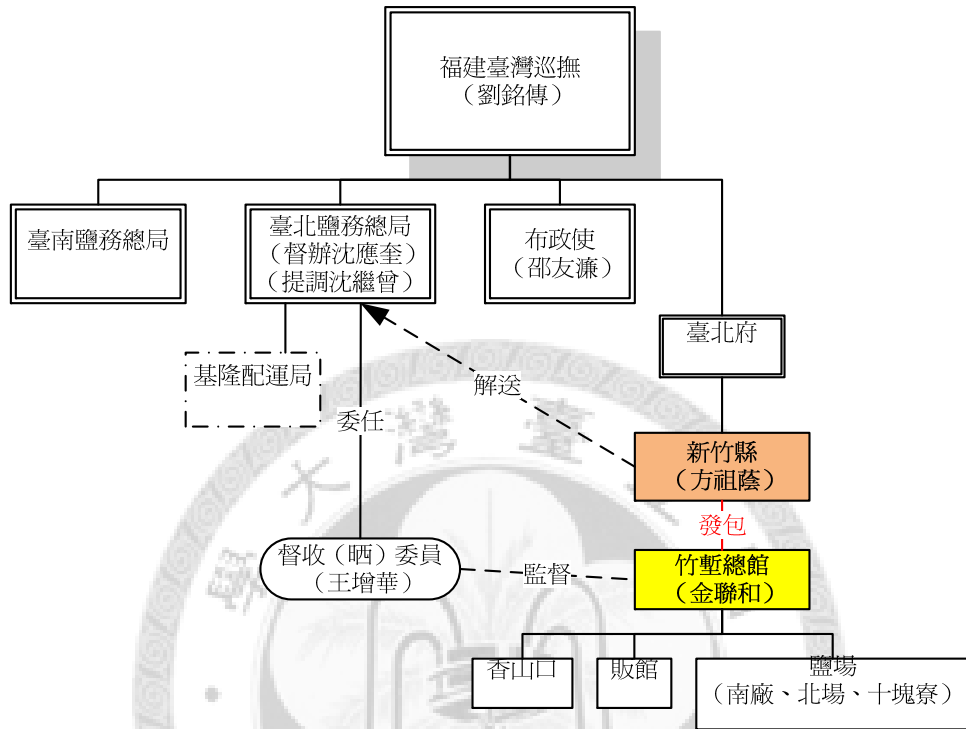 福建臺灣巡撫
（劉銘傳）
臺南鹽務總局
臺北鹽務總局
（督辦沈應奎）
（提調沈繼曾）
布政使
（邵友濂）
臺北府
基隆配運局
解送
委任
新竹縣
（方祖蔭）
發包
督收（晒）委員
（王增華）
監督
竹塹總館
（金聯和）
香山口
販館
鹽場
（南廠、北場、十塊寮）
學大灣臺